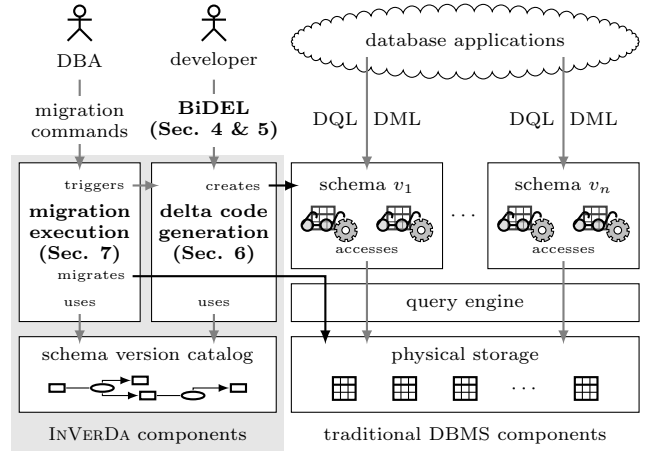 DBA
developer
database applications
migration
commands
BiDEL
(Sec. 4 & 5)
DQL
DML
DQL
DML
triggers
creates
schema v1
schema vn
migration
execution
(Sec. 7)
delta code
generation
(Sec. 6)
...
migrates
accesses
accesses
uses
uses
query engine
schema version catalog
physical storage
...
INVERDA components
traditional DBMS components